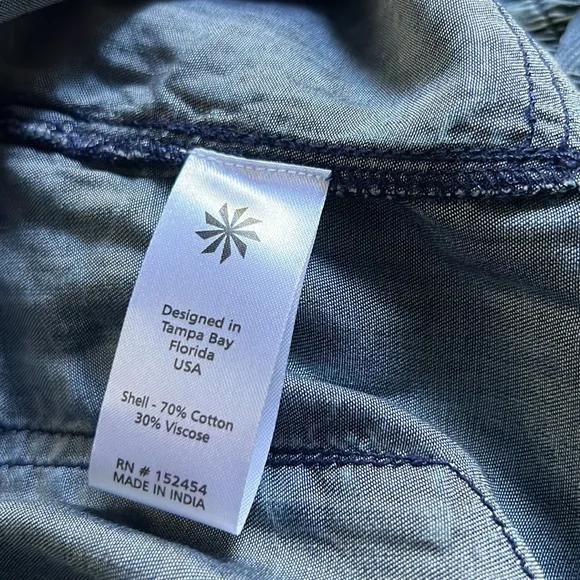 Designed in
Tampa Bay
Florida
USA
Shell - 70% Cotton
30% Viscose
RN # 152454
MADE IN INDIA